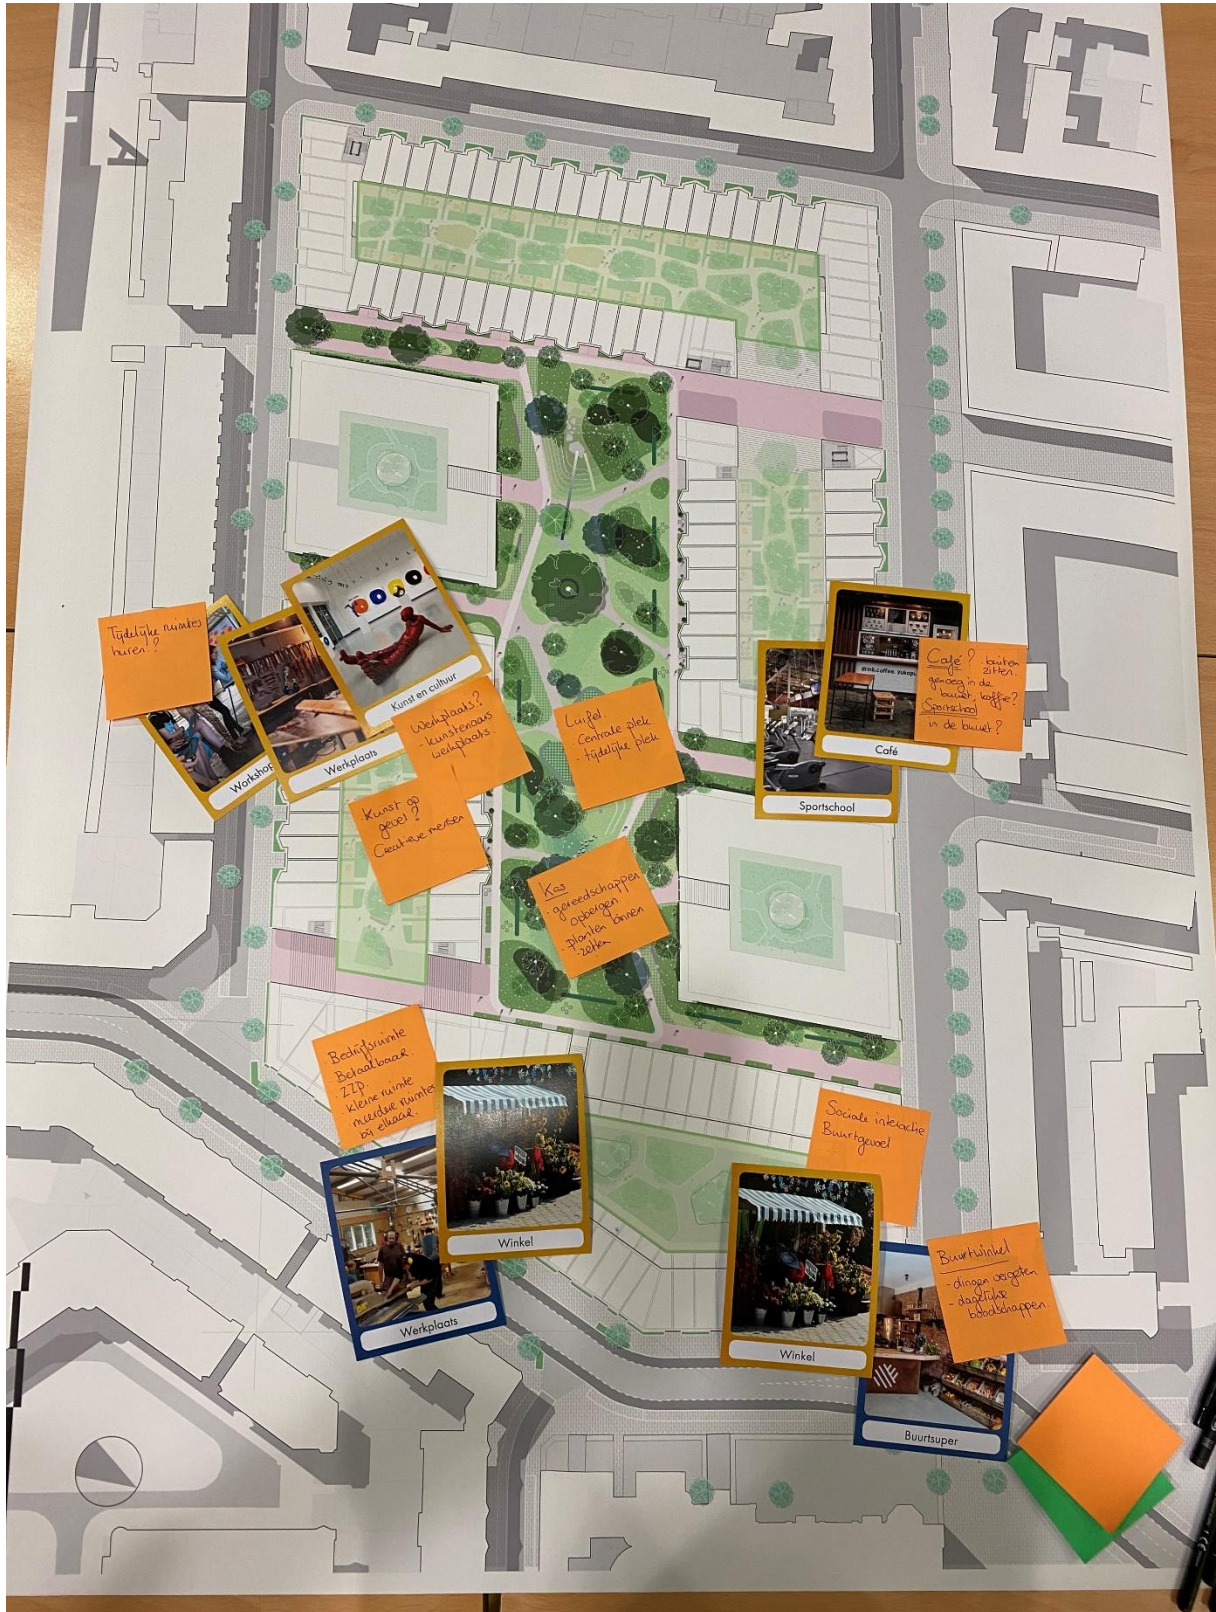 A
Tijdelijke ruimtes
huren?
Workshop
Werkplaats
Kunst en cultuur
Werkplaats?
- kunstenaars
werkplaats.
Kunst op
gevel?
Creatieve mensen
Luifel.
. Centrale plek
- tijdelijke plek
Kas
. gereedschappen
opbergen
. planten binnen
zetten
drink.coffee.
Café
Sportschool
Café? . buiten
zitten.
genoeg in de
buurt, koffie?
Sportschool
in de buurt?
. Bedrijfsruimte
. Betaalbaar.
. ZZP.
. kleine ruimte
. meerdere ruimtes
bij elkaar.
Winkel
Werkplaats
Sociale interactie
Buurtgevoel
Winkel
Buurtwinkel
- dingen vergeten
- dagelijkse
boodschappen.
Buurtsuper